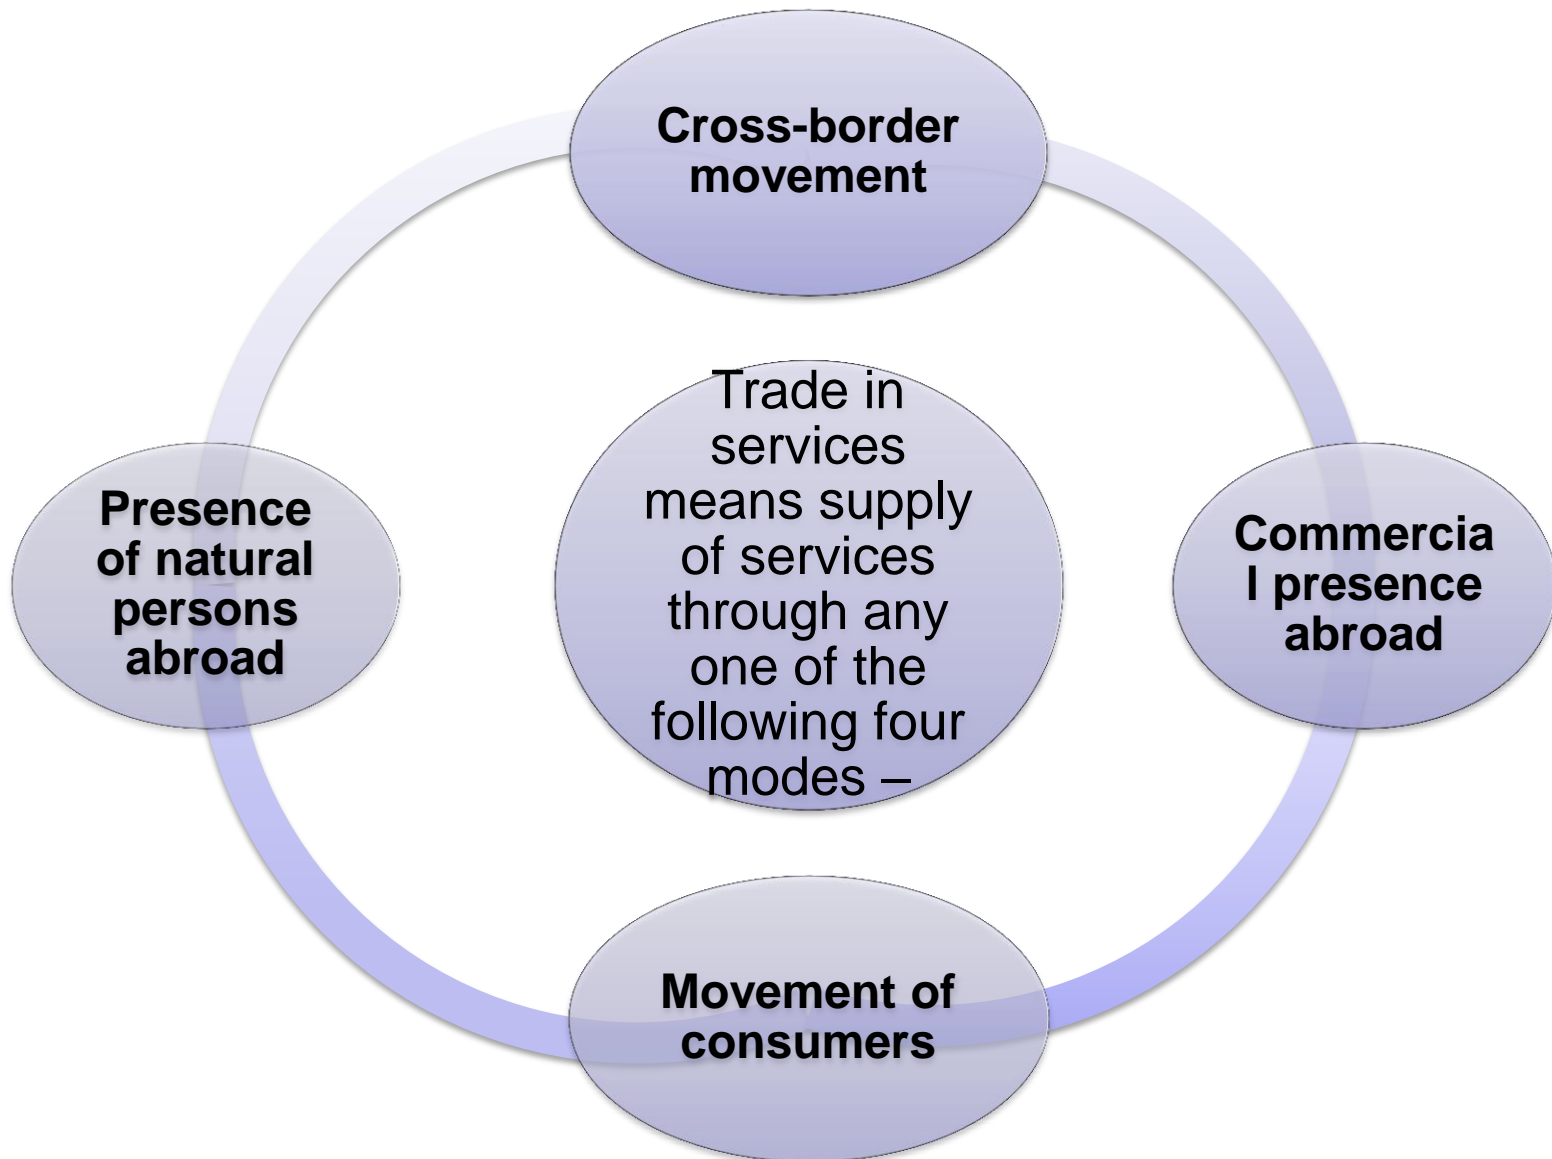 Cross-border
movement
Trade in
services
means supply
of services
through any
one of the
following four
modes –
Presence
of natural
persons
abroad
Commercia
l presence
abroad
Movement of
consumers